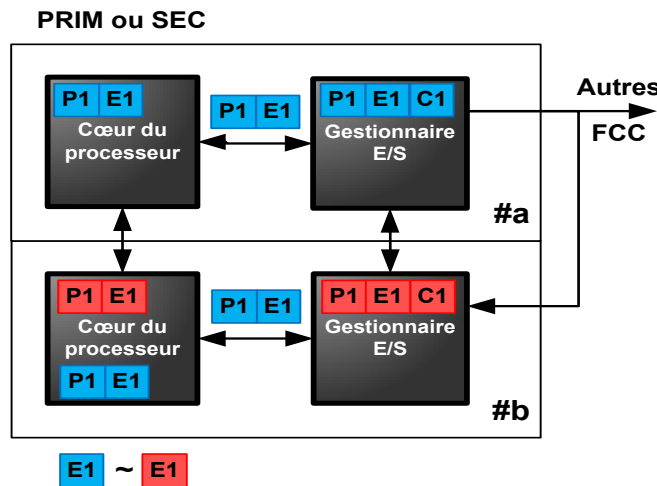 PRIM ou SEC
P1 E1
Cœur du
processeur
P1 E1
P1 E1 C1
Gestionnaire
E/S
Autres
FCC
#a
P1 E1
Cœur du
processeur
P1 E1
P1 E1
P1 E1 C1
Gestionnaire
E/S
#b
E1 ~ E1